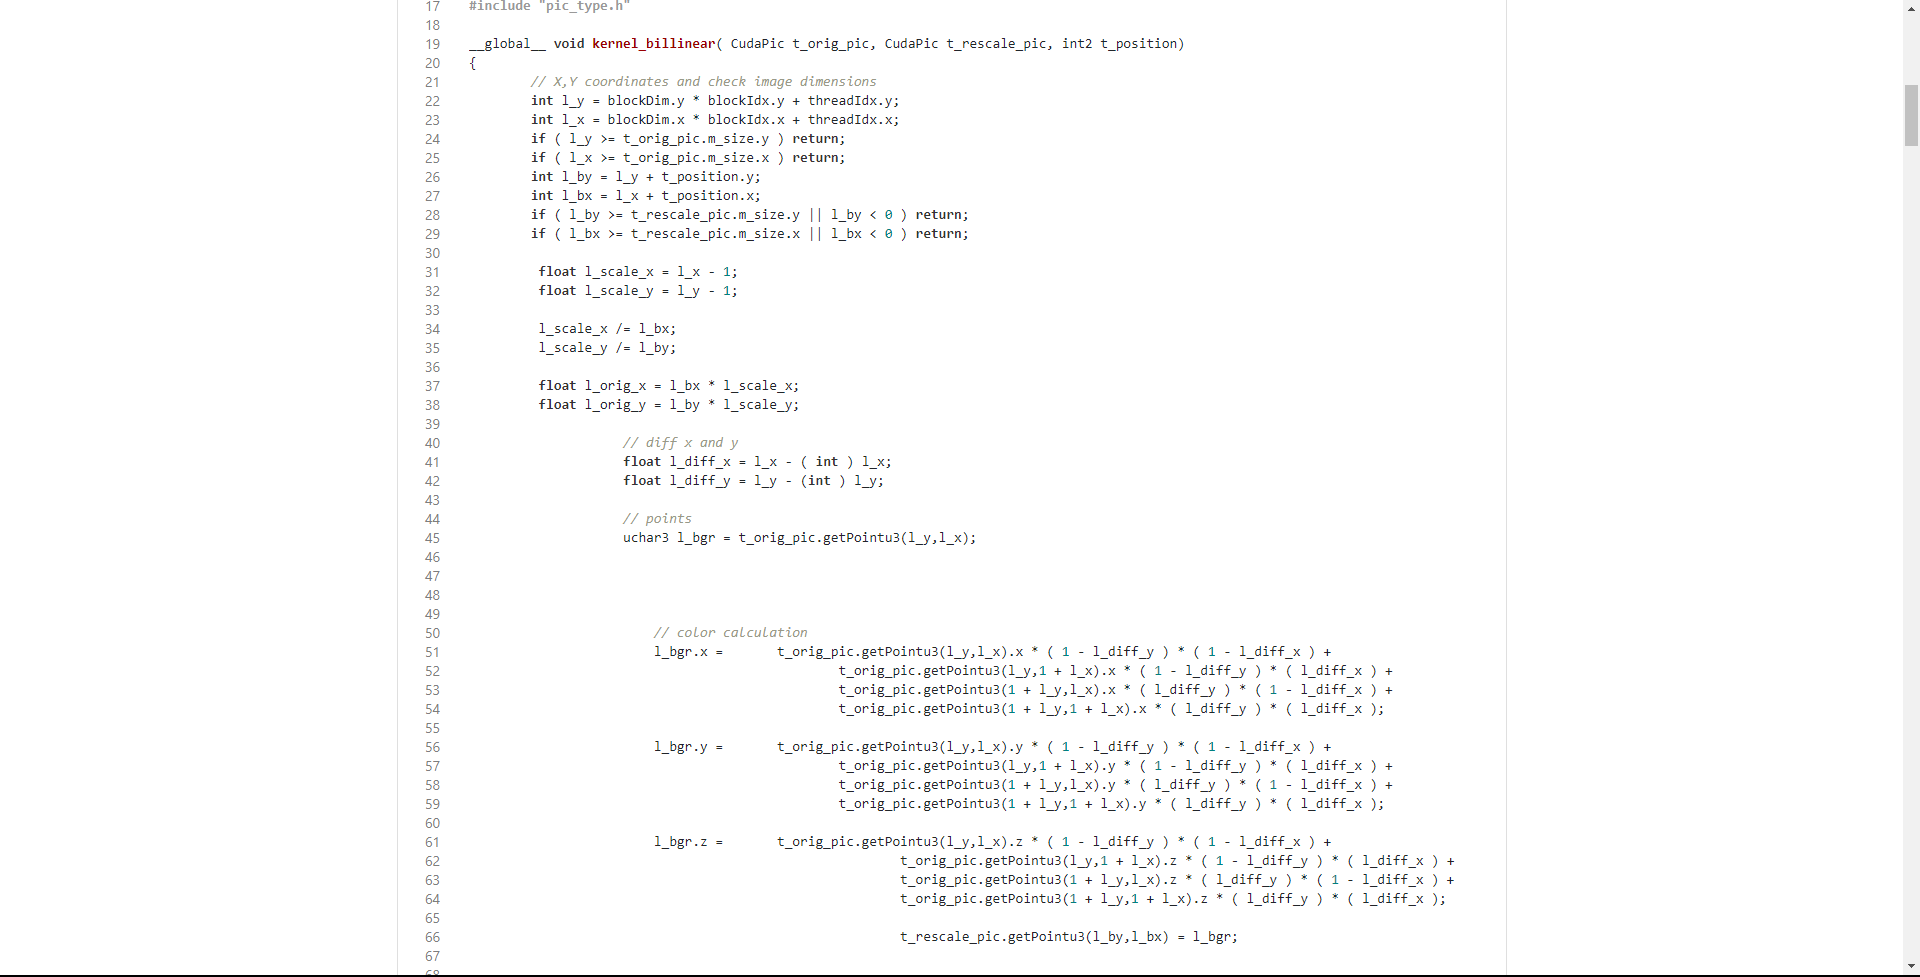 17 #include "pic_type.h"
18
19 __global__ void kernel_billinear( CudaPic t_orig_pic, CudaPic t_rescale_pic, int2 t_position)
20 {
21 // X,Y coordinates and check image dimensions
22 int l_y = blockDim.y * blockIdx.y + threadIdx.y;
23 int l_x = blockDim.x * blockIdx.x + threadIdx.x;
24 if ( l_y >= t_orig_pic.m_size.y ) return;
25 if ( l_x >= t_orig_pic.m_size.x ) return;
26 int l_by = l_y + t_position.y;
27 int l_bx = l_x + t_position.x;
28 if ( l_by >= t_rescale_pic.m_size.y || l_by < 0 ) return;
29 if ( l_bx >= t_rescale_pic.m_size.x || l_bx < 0 ) return;
30
31 float l_scale_x = l_x - 1;
32 float l_scale_y = l_y - 1;
33
34 l_scale_x /= l_bx;
35 l_scale_y /= l_by;
36
37 float l_orig_x = l_bx * l_scale_x;
38 float l_orig_y = l_by * l_scale_y;
39
40 // diff x and y
41 float l_diff_x = l_x - ( int ) l_x;
42 float l_diff_y = l_y - (int ) l_y;
43
44 // points
45 uchar3 l_bgr = t_orig_pic.getPointu3(l_y,l_x);
46
47
48
49
50 // color calculation
51 l_bgr.x = t_orig_pic.getPointu3(l_y,l_x).x * ( 1 - l_diff_y ) * ( 1 - l_diff_x ) +
52 t_orig_pic.getPointu3(l_y,1 + l_x).x * ( 1 - l_diff_y ) * ( l_diff_x ) +
53 t_orig_pic.getPointu3(1 + l_y,l_x).x * ( l_diff_y ) * ( 1 - l_diff_x ) +
54 t_orig_pic.getPointu3(1 + l_y,1 + l_x).x * ( l_diff_y ) * ( l_diff_x );
55
56 l_bgr.y = t_orig_pic.getPointu3(l_y,l_x).y * ( 1 - l_diff_y ) * ( 1 - l_diff_x ) +
57 t_orig_pic.getPointu3(l_y,1 + l_x).y * ( 1 - l_diff_y ) * ( l_diff_x ) +
58 t_orig_pic.getPointu3(1 + l_y,l_x).y * ( l_diff_y ) * ( 1 - l_diff_x ) +
59 t_orig_pic.getPointu3(1 + l_y,1 + l_x).y * ( l_diff_y ) * ( l_diff_x );
60
61 l_bgr.z = t_orig_pic.getPointu3(l_y,l_x).z * ( 1 - l_diff_y ) * ( 1 - l_diff_x ) +
62 t_orig_pic.getPointu3(l_y,1 + l_x).z * ( 1 - l_diff_y ) * ( l_diff_x ) +
63 t_orig_pic.getPointu3(1 + l_y,l_x).z * ( l_diff_y ) * ( 1 - l_diff_x ) +
64 t_orig_pic.getPointu3(1 + l_y,1 + l_x).z * ( l_diff_y ) * ( l_diff_x );
65
66 t_rescale_pic.getPointu3(l_by,l_bx) = l_bgr;
67
68